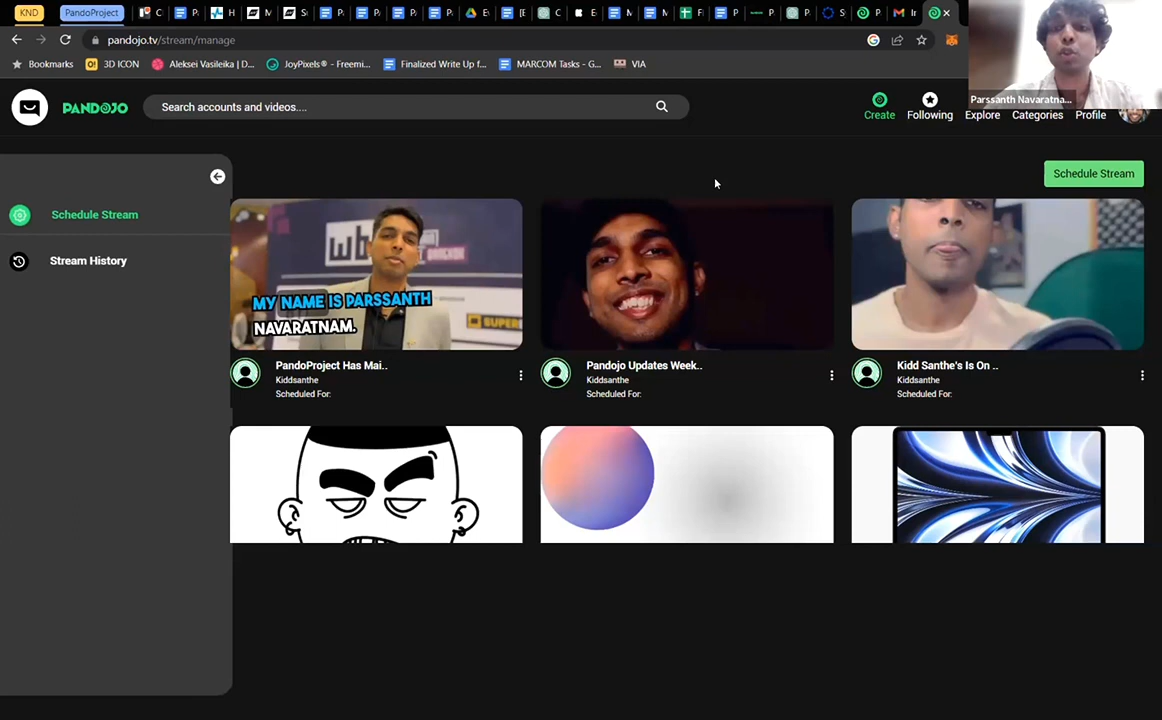 KND
PandoProject
pandojo.tv/stream/manage
Bookmarks
3D ICON
Aleksei Vasileika | D...
JoyPixels® - Freemi...
Finalized Write Up f...
MARCOM Tasks - G...
VIA
Parssanth Navaratna...
PANDOJO
Search accounts and videos....
Create
Following
Explore
Categories
Profile
Schedule Stream
Schedule Stream
Stream History
MY NAME IS PARSSANTH
NAVARATNAM.
PandoProject Has Mai..
Kiddsanthe
Scheduled For:
Pandojo Updates Week..
Kiddsanthe
Scheduled For:
Kidd Santhe's Is On ..
Kiddsanthe
Scheduled For: